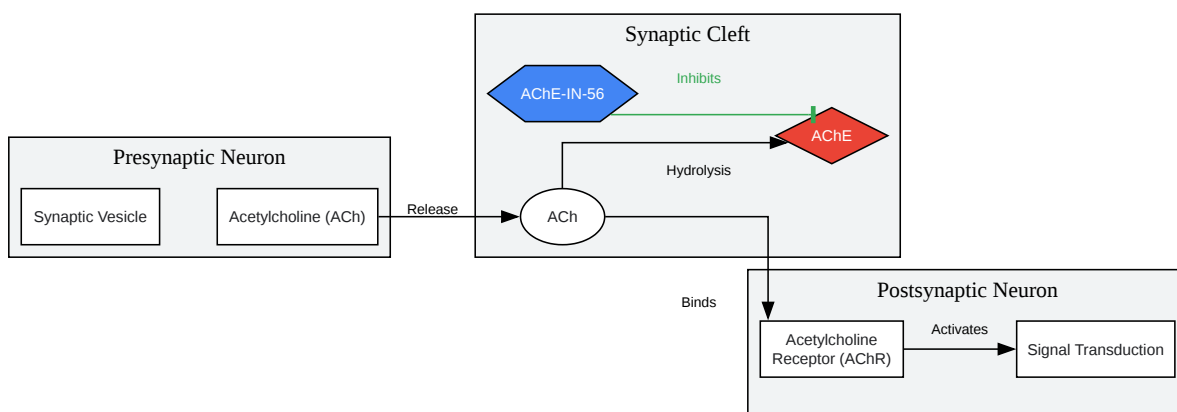 Synaptic Cleft
AChE-IN-56
Inhibits
AChE
Hydrolysis
ACh
Presynaptic Neuron
Synaptic Vesicle
Acetylcholine (ACh)
Release
Binds
Postsynaptic Neuron
Acetylcholine
Receptor (AChR)
Activates
Signal Transduction